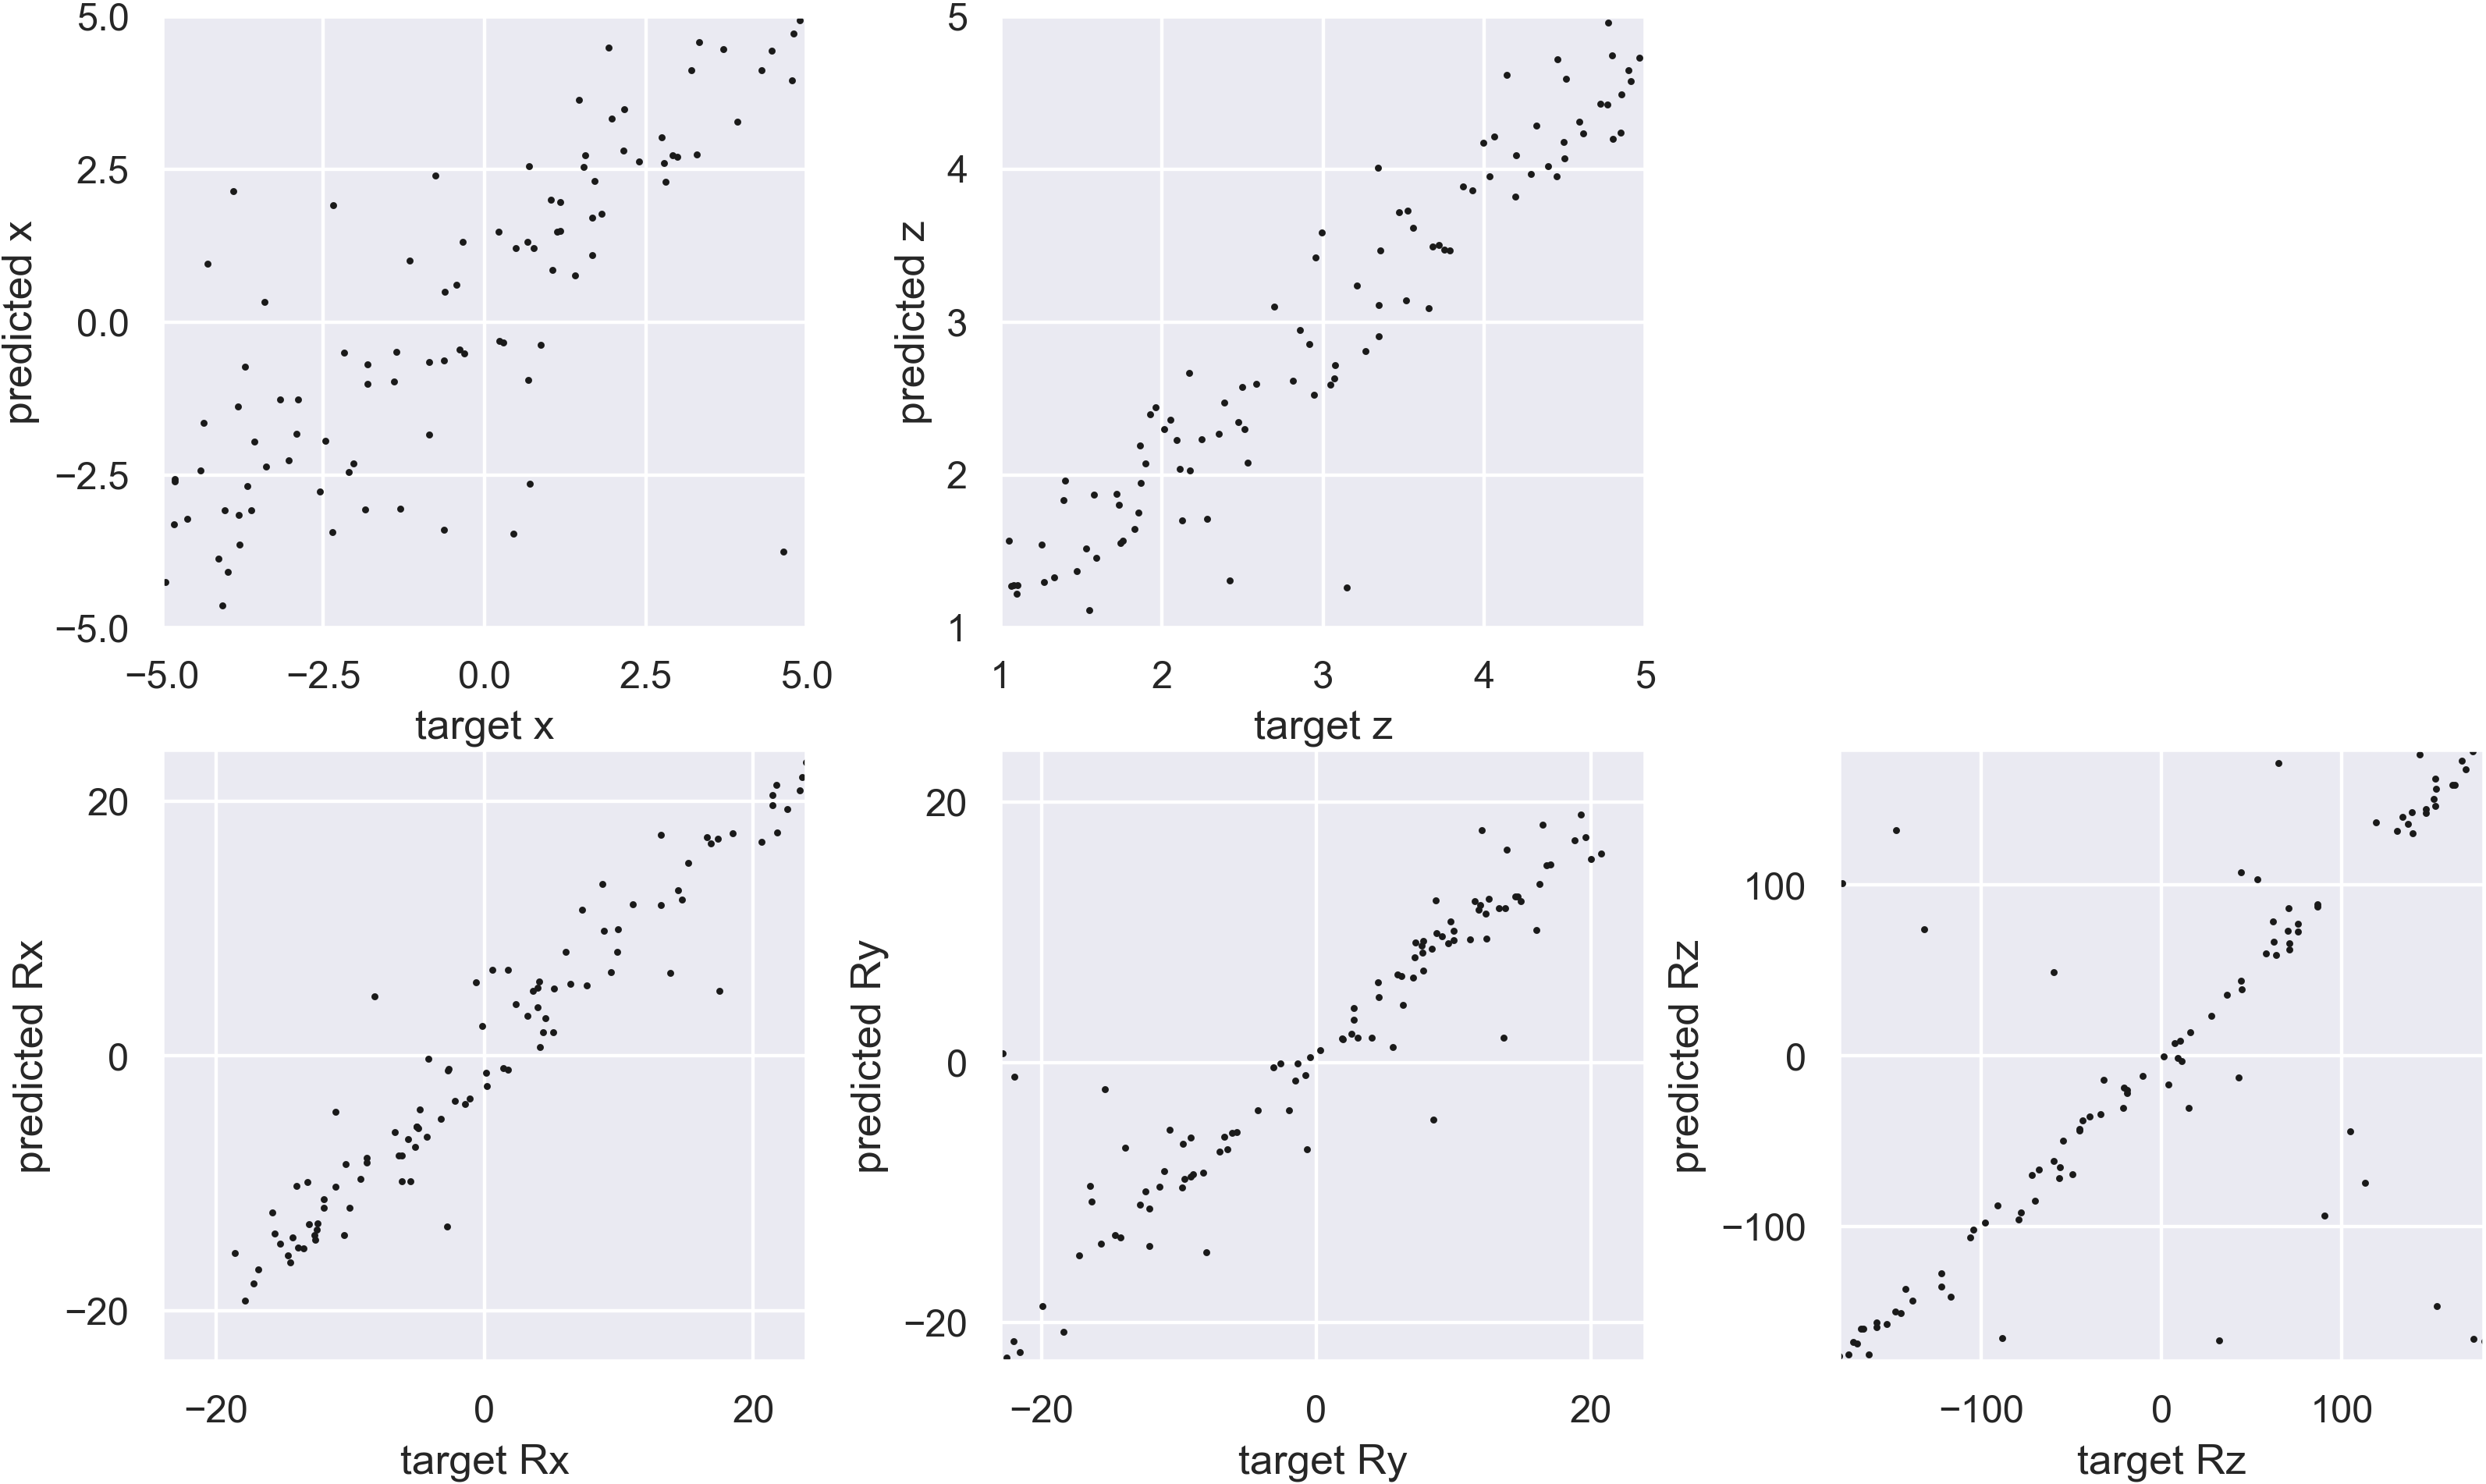 5.0
2.5
0.0
−2.5
−5.0
predicted x
−5.0 −2.5 0.0 2.5 5.0
target x
5
4
3
2
1
predicted z
1 2 3 4 5
target z
20
0
−20
predicted Rx
−20 0 20
target Rx
20
0
−20
predicted Ry
−20 0 20
target Ry
100
0
−100
predicted Rz
−100 0 100
target Rz